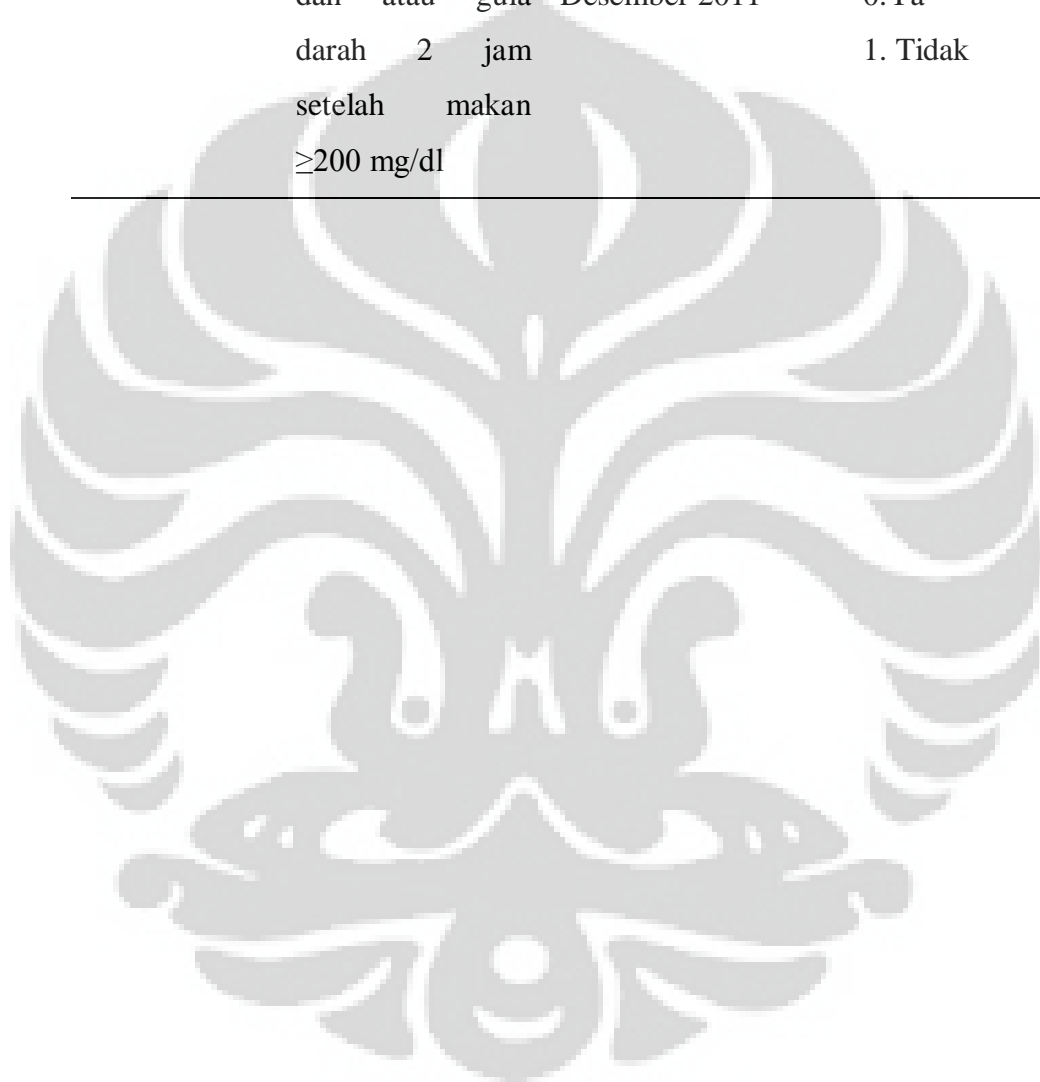 dan atau gula Desember 2011 0. Ya
darah 2 jam 1. Tidak
setelah makan
≥200 mg/dl